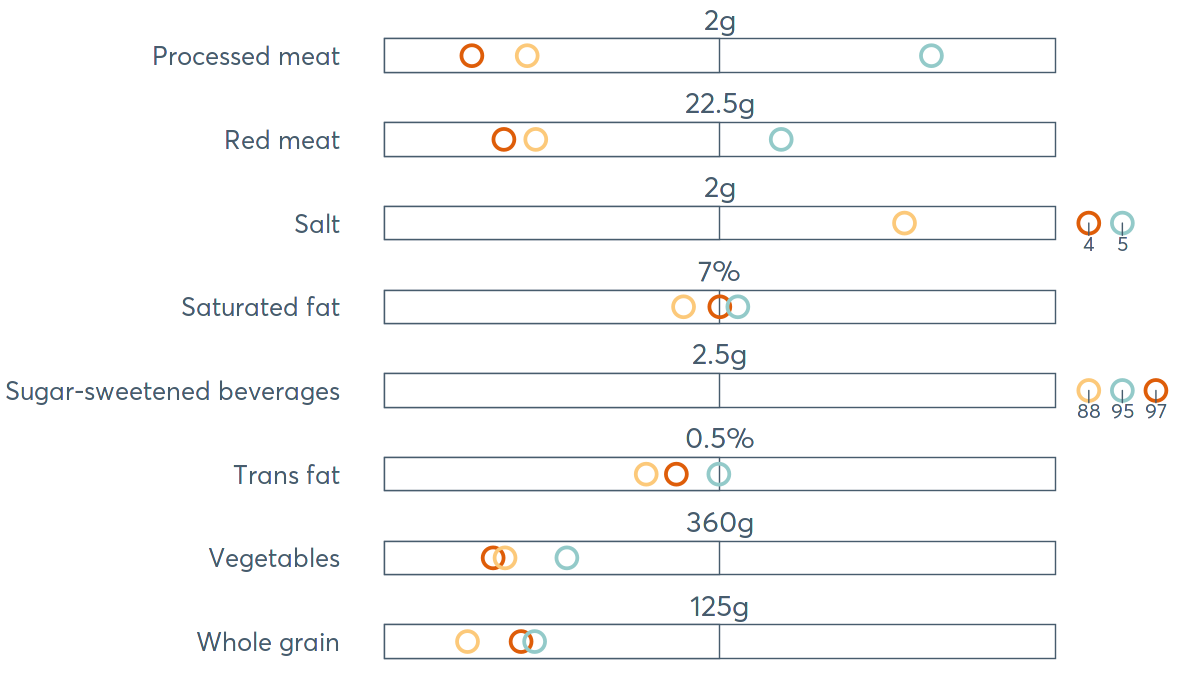 2g
Processed meat
22.5g
Red meat
2g
Salt
4 5
7%
Saturated fat
2.5g
Sugar-sweetened beverages
88 95 97
0.5%
Trans fat
360g
Vegetables
125g
Whole grain